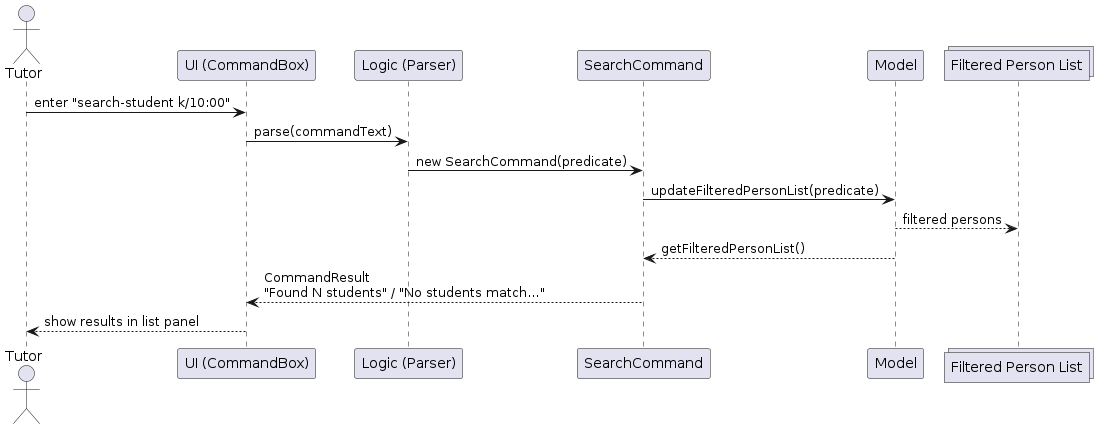 Tutor
UI (CommandBox)
Logic (Parser)
SearchCommand
Model
Filtered Person List
enter "search-student k/10:00"
parse(commandText)
new SearchCommand(predicate)
updateFilteredPersonList(predicate)
filtered persons
getFilteredPersonList()
CommandResult
"Found N students" / "No students match..."
show results in list panel
Tutor
UI (CommandBox)
Logic (Parser)
SearchCommand
Model
Filtered Person List